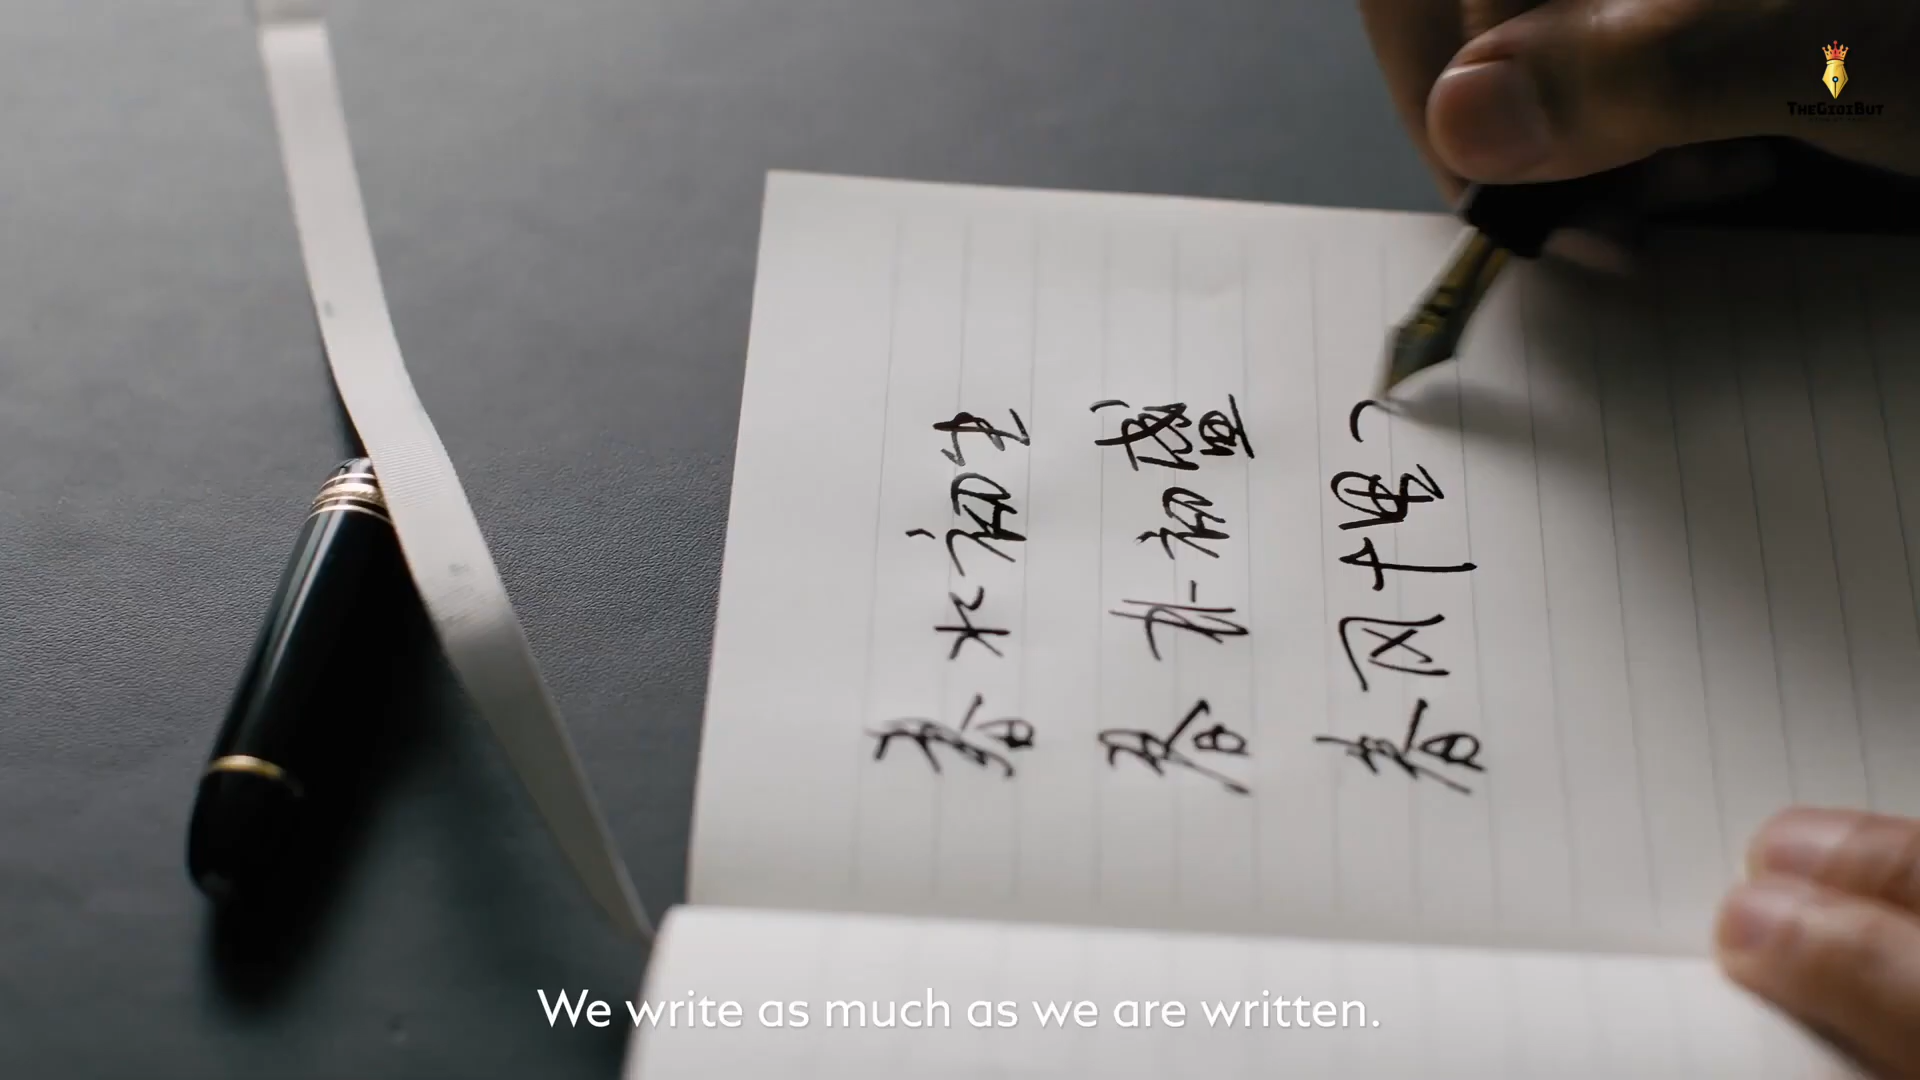 THEGIOIBUT
春水初生
春林初盛
春风十里
We write as much as we are written.